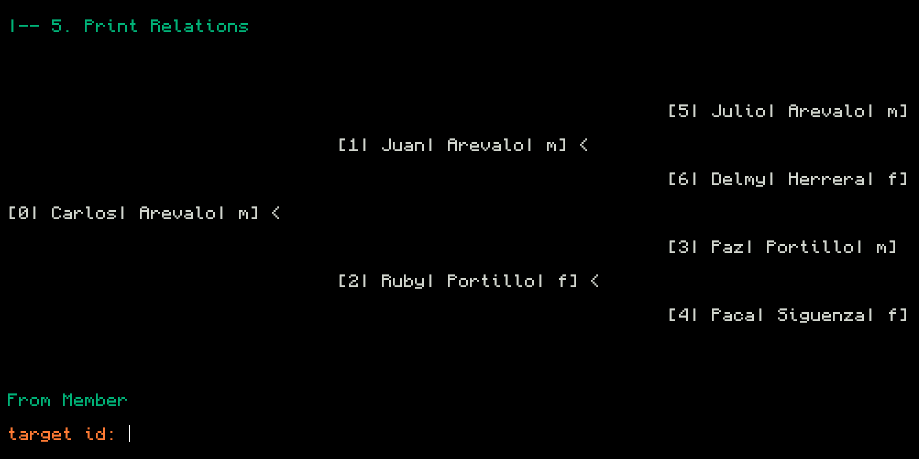 |-- 5. Print Relations
[5| Julio| Arevalo| m]
[1| Juan| Arevalo| m] <
[6| Delmy| Herrera| f]
[0| Carlos| Arevalo| m] <
[3| Paz| Portillo| m]
[2| Ruby| Portillo| f] <
[4| Paca| Siguenza| f]
From Member
target id: